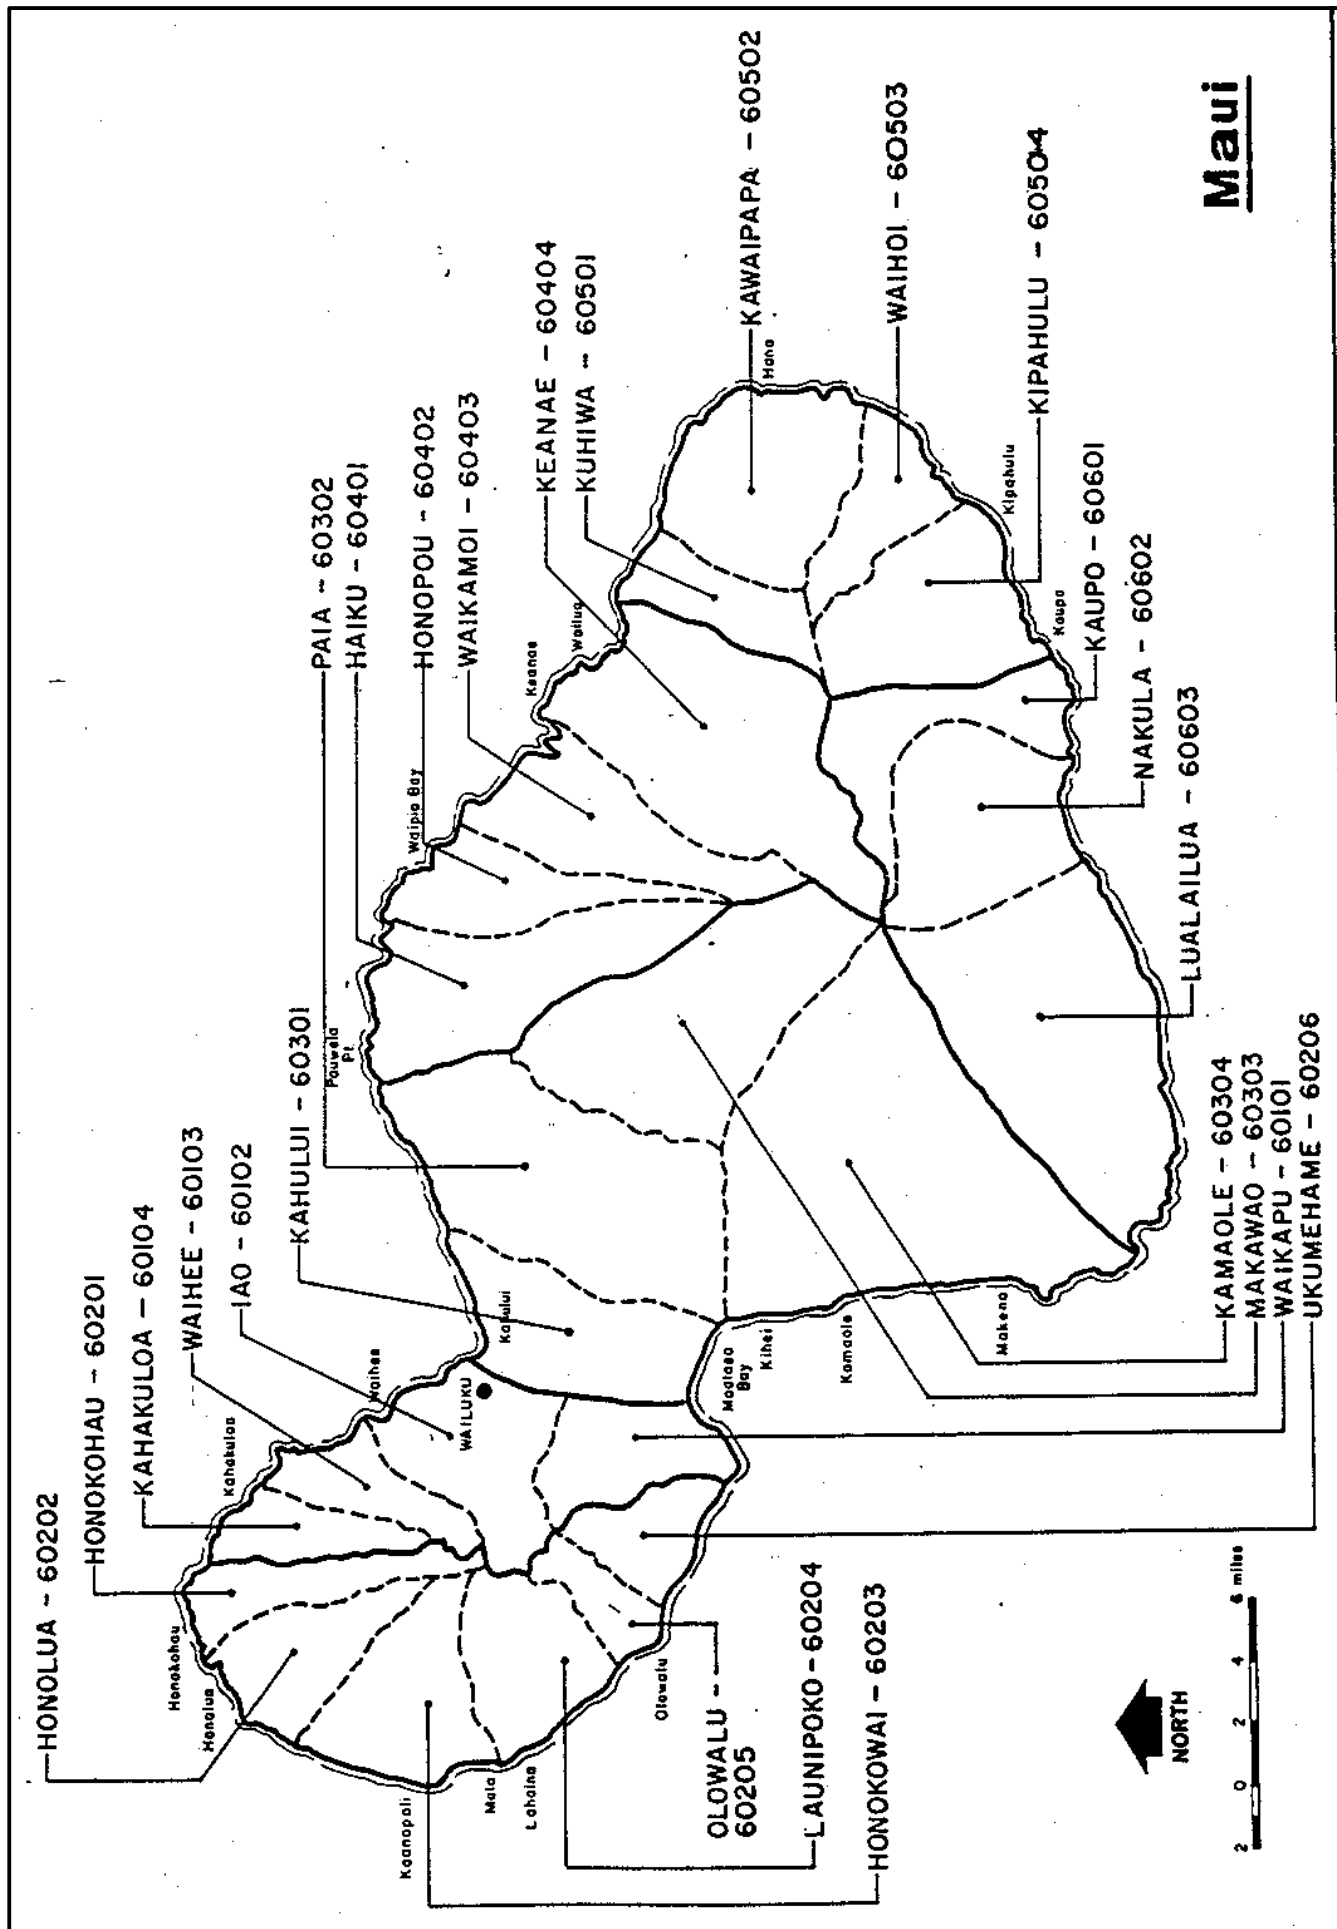 Maui
HONOLUA - 60202
HONOKOHAU - 60201
KAHAKULOA - 60104
WAIHEE - 60103
IAO - 60102
KAHULUI - 60301
PAIA - 60302
HAIKU - 60401
HONOPOU - 60402
WAIKAMOI - 60403
KEANAE - 60404
KUHIWA - 60501
KAWAIPAPA - 60502
WAIHOI - 60503
KIPAHULU - 60504
KAUPO - 60601
NAKULA - 60602
LUALAILUA - 60603
KAMAOLE - 60304
MAKAWAO - 60303
WAIKAPU - 60101
UKUMEHAME - 60206
OLOWALU -
60205
LAUNIPOKO - 60204
HONOKOWAI - 60203
Honokohau
Honolua
Kahakuloa
Waihee
WAILUKU
Kahului
Pauwela
Pt.
Waipio Bay
Keanae
Wailua
Hana
Kipahulu
Kaupo
Makena
Kamaole
Kihei
Maalaea
Bay
Olowalu
Lahaina
Mala
Kaanapali
NORTH
2 0 2 4 6 miles